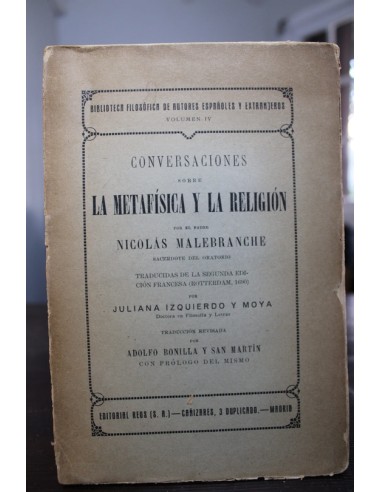 BIBLIOTECA FILOSÓFICA DE AUTORES ESPAÑOLES Y EXTRANJEROS
VOLUMEN IV
CONVERSACIONES
SOBRE
LA METAFÍSICA Y LA RELIGIÓN
POR EL PADRE
NICOLÁS MALEBRANCHE
SACERDOTE DEL ORATORIO
TRADUCIDAS DE LA SEGUNDA EDI-
CIÓN FRANCESA (ROTTERDAM, 1690)
POR
JULIANA IZQUIERDO Y MOYA
Doctora en Filosofía y Letras
TRADUCCIÓN REVISADA
POR
ADOLFO BONILLA Y SAN MARTÍN
CON PRÓLOGO DEL MISMO
EDITORIAL REUS (S. A.)—CAÑIZARES, 3 DUPLICADO.—MADRID